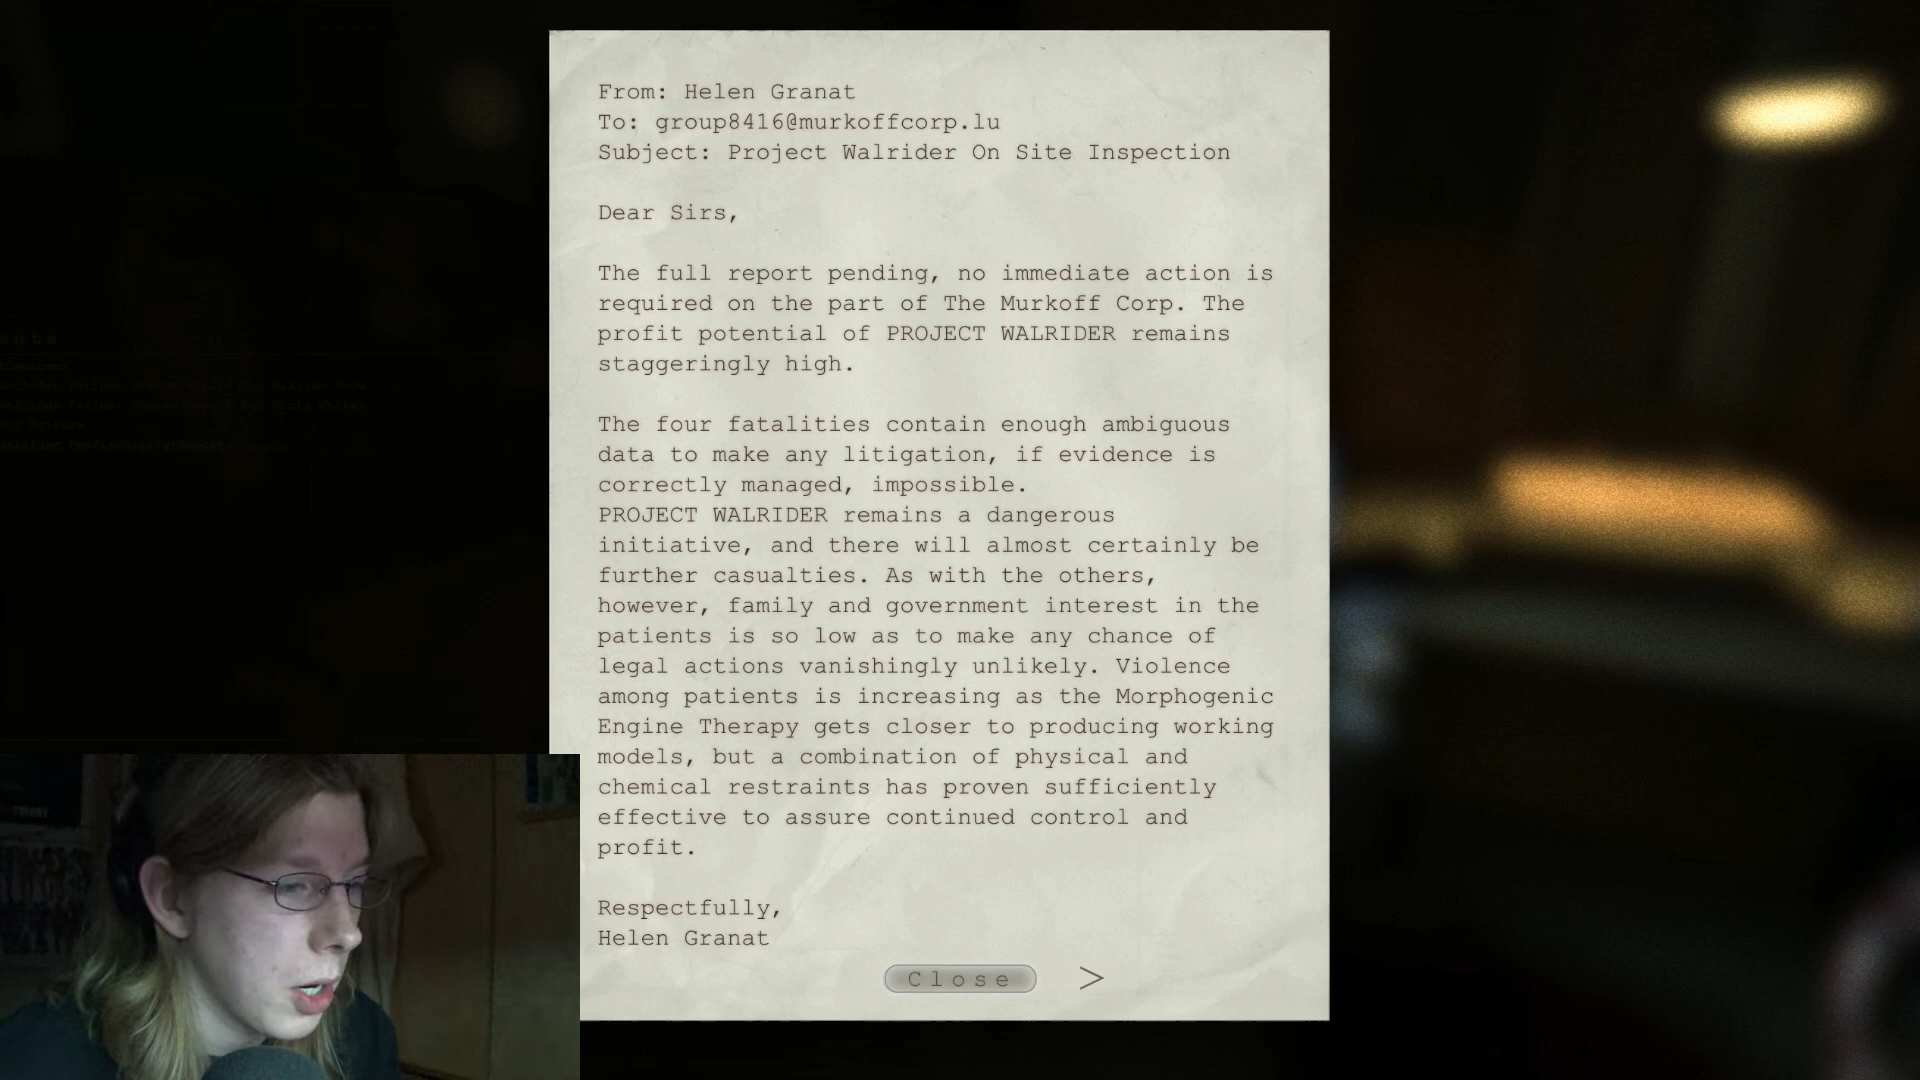 From: Helen Granat
To: group8416@murkoffcorp.lu
Subject: Project Walrider On Site Inspection
Dear Sirs,
The full report pending, no immediate action is
required on the part of The Murkoff Corp. The
profit potential of PROJECT WALRIDER remains
staggeringly high.
The four fatalities contain enough ambiguous
data to make any litigation, if evidence is
correctly managed, impossible.
PROJECT WALRIDER remains a dangerous
initiative, and there will almost certainly be
further casualties. As with the others,
however, family and government interest in the
patients is so low as to make any chance of
legal actions vanishingly unlikely. Violence
among patients is increasing as the Morphogenic
Engine Therapy gets closer to producing working
models, but a combination of physical and
chemical restraints has proven sufficiently
effective to assure continued control and
profit.
Respectfully,
Helen Granat
Close >